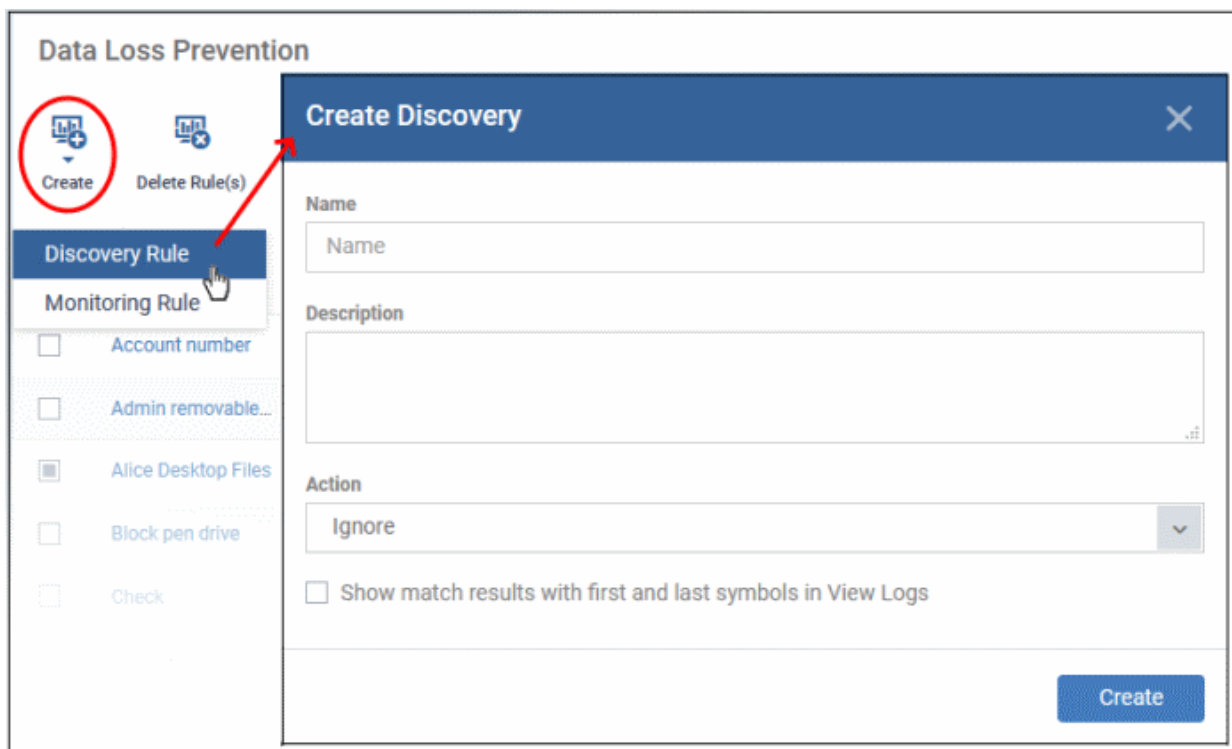 Data Loss Prevention
Create
Delete Rule(s)
Discovery Rule
Monitoring Rule
Account number
Admin removable...
Alice Desktop Files
Block pen drive
Check
Create Discovery
Name
Name
Description
Action
Ignore
Show match results with first and last symbols in View Logs
Create